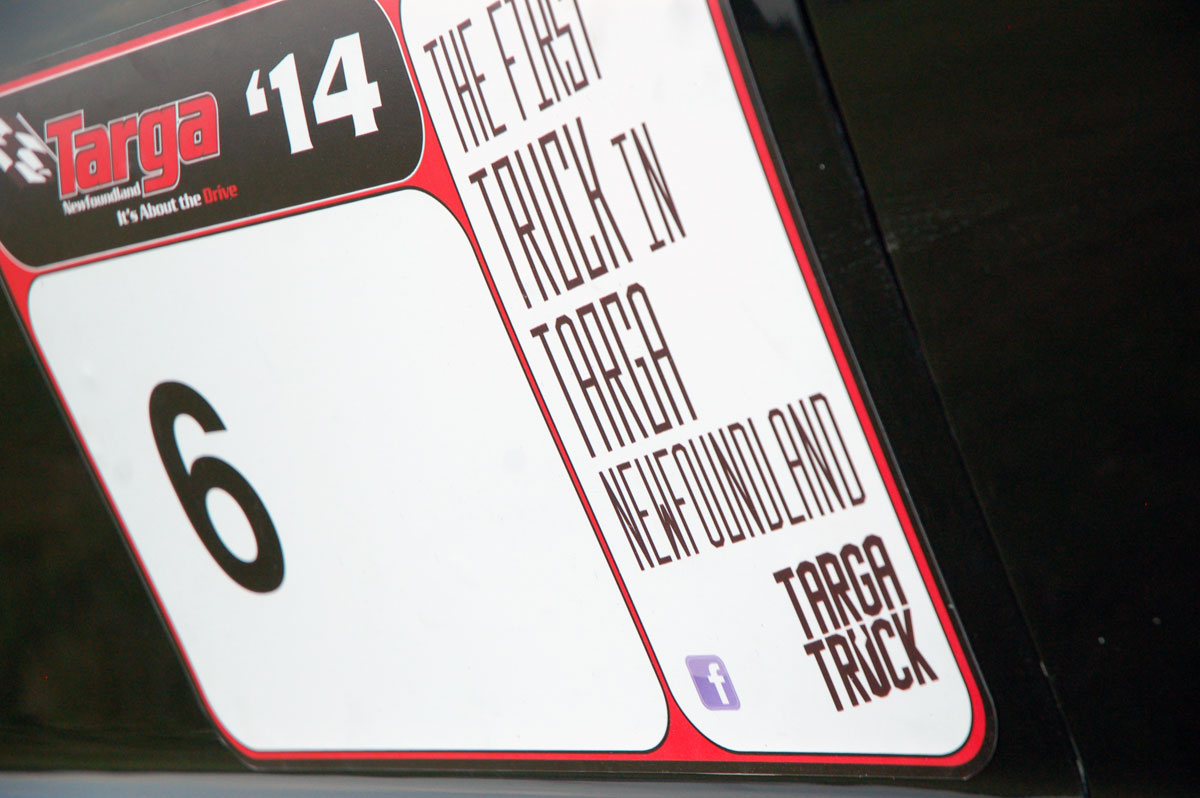 Targa '14
Newfoundland
It's About the Drive
6
THE FIRST
TRUCK IN
TARGA
NEWFOUNDLAND
TARGA
TRUCK
f